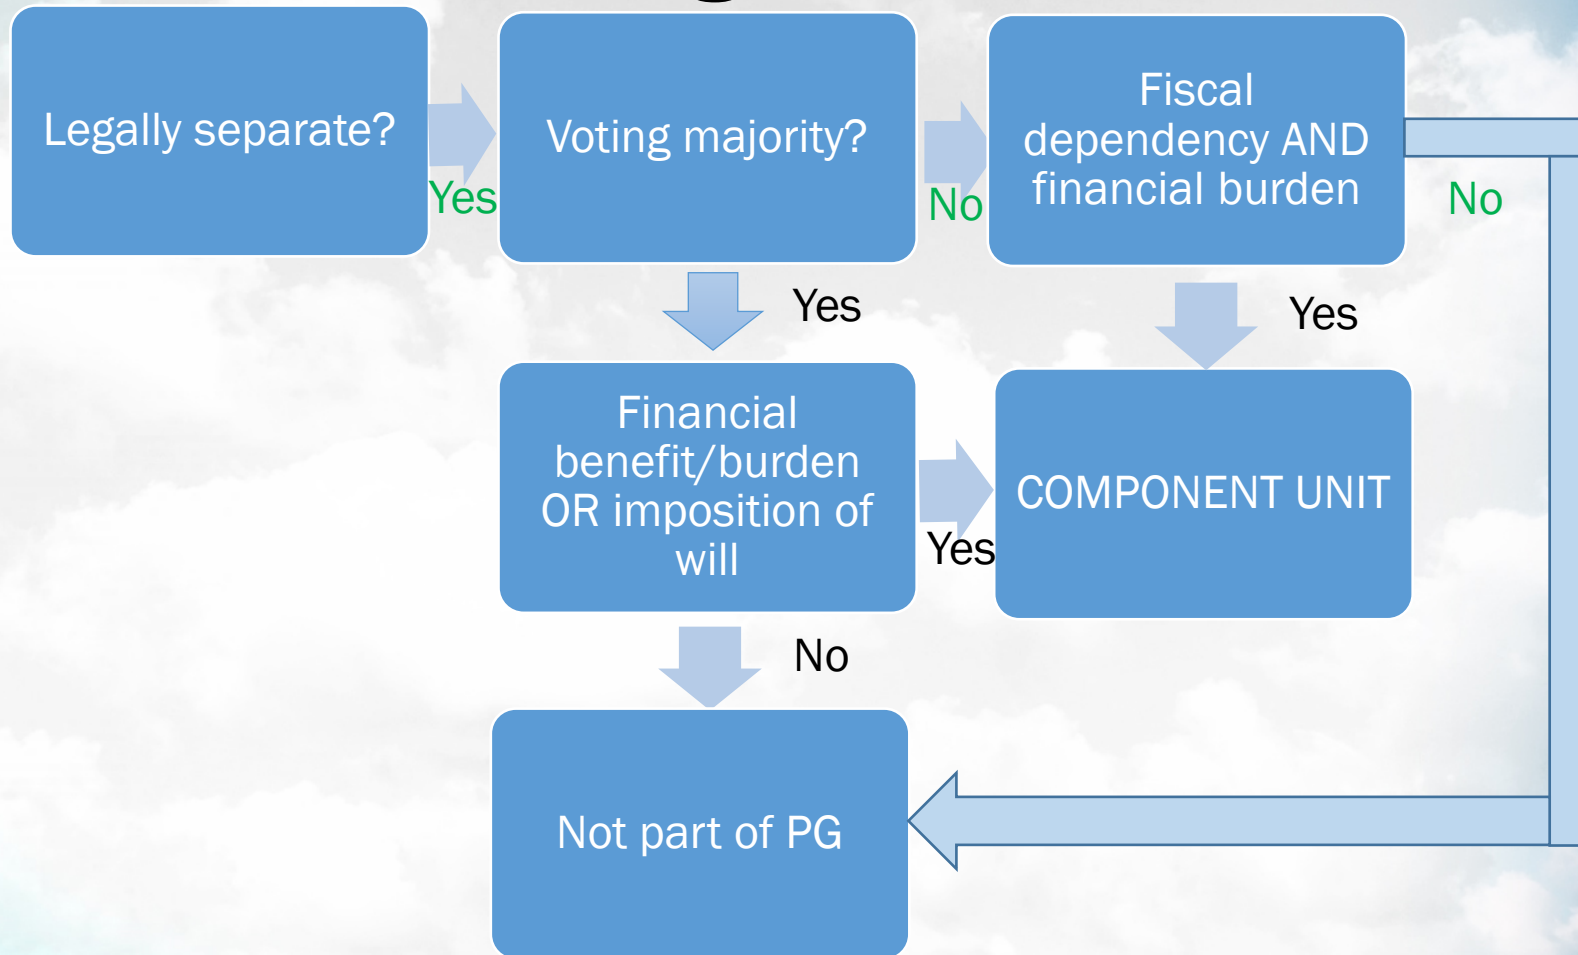 Legally separate?
Yes
Voting majority?
No
Fiscal
dependency AND
financial burden
No
Yes
Yes
Financial
benefit/burden
OR imposition of
will
Yes
COMPONENT UNIT
No
Not part of PG